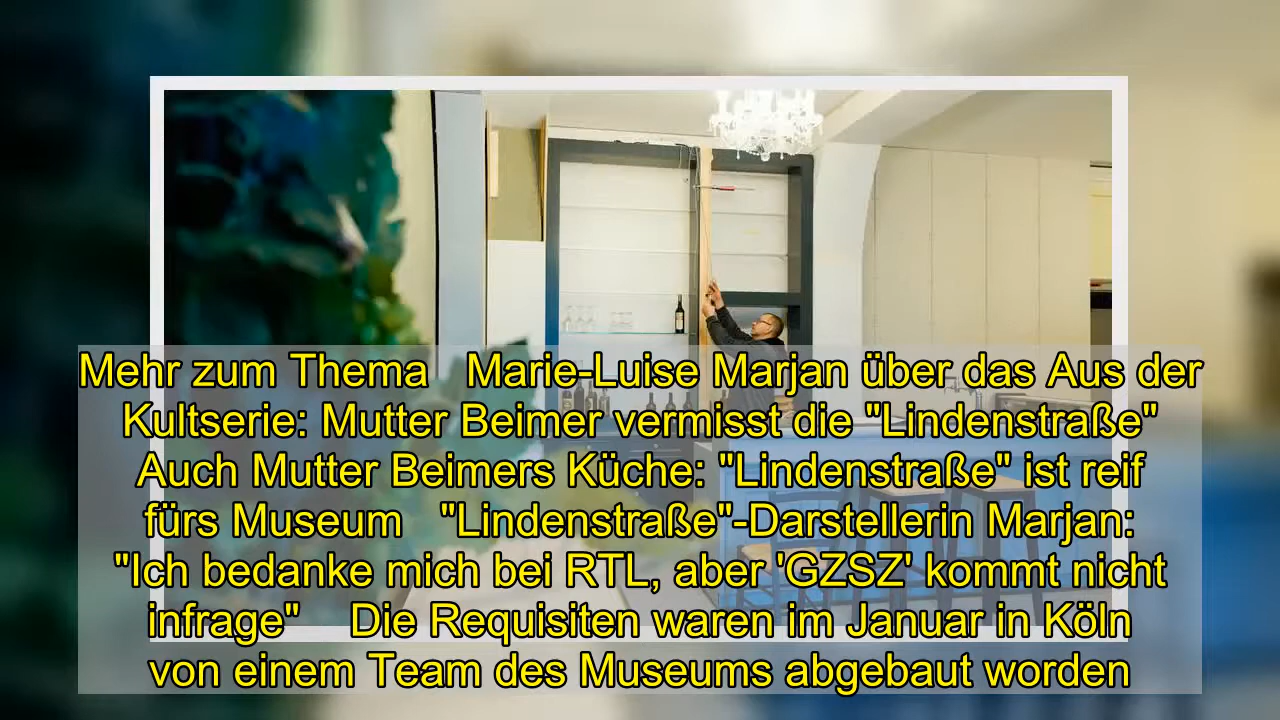 Mehr zum Thema   Marie-Luise Marjan über das Aus der
Kultserie: Mutter Beimer vermisst die "Lindenstraße"
Auch Mutter Beimers Küche: "Lindenstraße" ist reif
fürs Museum   "Lindenstraße"-Darstellerin Marjan:
"Ich bedanke mich bei RTL, aber 'GZSZ' kommt nicht
infrage"    Die Requisiten waren im Januar in Köln
von einem Team des Museums abgebaut worden